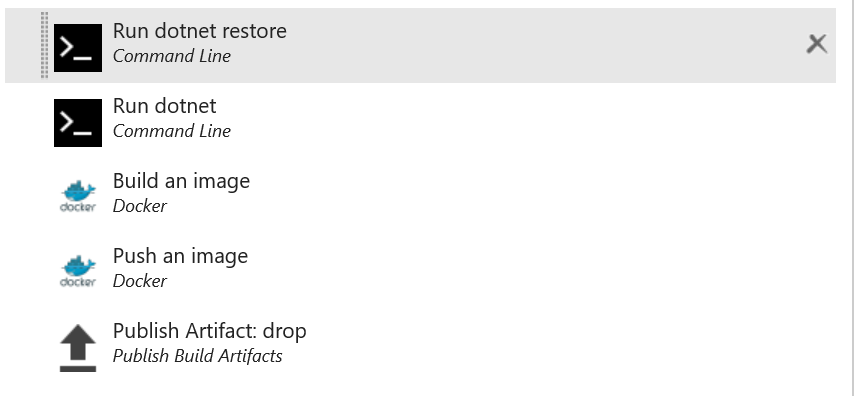 Run dotnet restore
Command Line
Run dotnet
Command Line
Build an image
docker
Docker
Push an image
docker
Docker
Publish Artifact: drop
Publish Build Artifacts